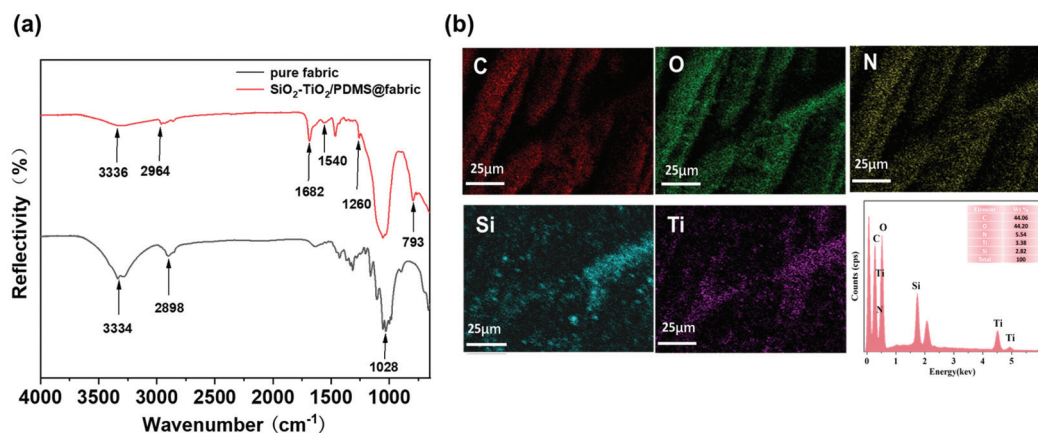 (a)
pure fabric
SiO2-TiO2/PDMS@fabric
3336
2964
1682
1540
1260
793
3334
2898
1028
Reflectivity（%）
4000 3500 3000 2500 2000 1500 1000
Wavenumber（cm-1）
(b)
C
25μm
O
25μm
N
25μm
Si
25μm
Ti
25μm
Wt.%
C 44.06
O 44.20
N 5.54
3.38
2.82
Total 100
O
C
Ti
N
Si
Ti
Ti
Counts (cps)
0 1 2 3 4 5
Energy(kev)